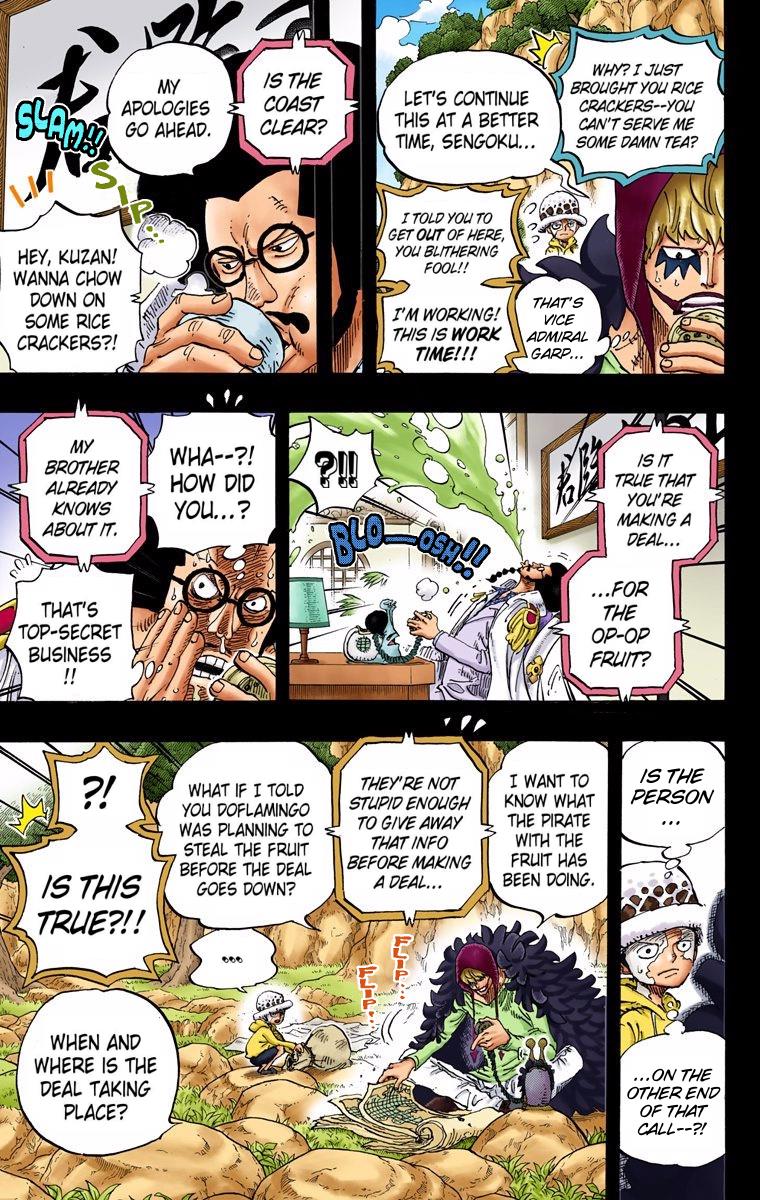 WHY? I JUST
BROUGHT YOU RICE
CRACKERS--YOU
CAN'T SERVE ME
SOME DAMN TEA?
LET'S CONTINUE
THIS AT A BETTER
TIME, SENGOKU...
I TOLD YOU TO
GET OUT OF HERE,
YOU BLITHERING
FOOL!!
I'M WORKING!
THIS IS WORK
TIME!!!
THAT'S
VICE
ADMIRAL
GARP...
IS THE
COAST
CLEAR?
MY
APOLOGIES
GO AHEAD.
SLAM!!
SIP...
HEY, KUZAN!
WANNA CHOW
DOWN ON
SOME RICE
CRACKERS?!
IS IT
TRUE THAT
YOU'RE
MAKING A
DEAL...
...FOR
THE
OP-OP
FRUIT?
?!!
BLO—OSH!!
WHA--?!
HOW DID
YOU...?
MY
BROTHER
ALREADY
KNOWS
ABOUT IT.
THAT'S
TOP-SECRET
BUSINESS
!!
IS THE
PERSON
...
...ON THE
OTHER END
OF THAT
CALL--?!
I WANT TO
KNOW WHAT
THE PIRATE
WITH THE
FRUIT HAS
BEEN DOING.
THEY'RE NOT
STUPID ENOUGH
TO GIVE AWAY
THAT INFO
BEFORE MAKING
A DEAL...
WHAT IF I TOLD
YOU DOFLAMINGO
WAS PLANNING TO
STEAL THE FRUIT
BEFORE THE DEAL
GOES DOWN?
...
FLIP...
FLIP...
?!
IS THIS
TRUE?!!
WHEN AND
WHERE IS THE
DEAL TAKING
PLACE?